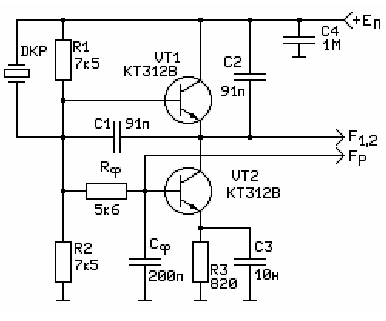 DKP
R1
7к5
VT1
КТ312В
C2
91п
C4
1М
+Еп
C1 91п
F1,2
Fр
Rф
5к6
VT2
КТ312В
R2
7к5
Cф
200п
R3
820
C3
10н